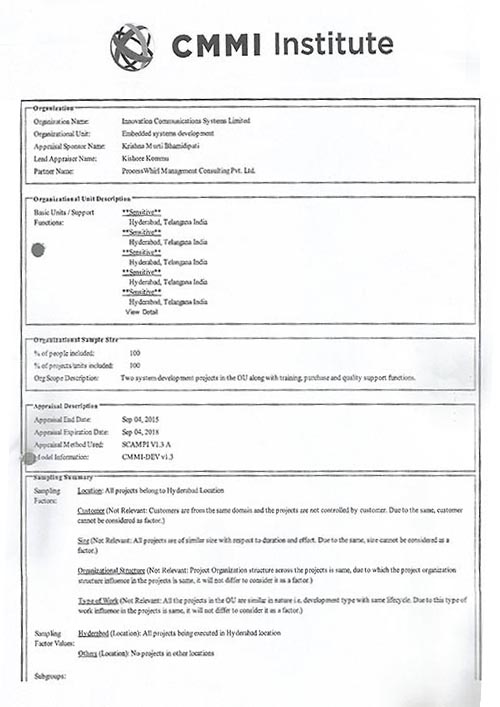 CMMI Institute
Organization
Organization Name: Innovation Communications Systems Limited
Organizational Unit: Embedded systems development
Appraisal Sponsor Name: Krishna Murti Bhamidipati
Lead Appraiser Name: Kishore Kemmu
Partner Name: ProcessWhirl Management Consulting Pvt. Ltd.
Organizational Unit Description
Basic Units / Support Functions: **Sensitive**
Hyderabad, Telangana India
**Sensitive**
Hyderabad, Telangana India
**Sensitive**
Hyderabad, Telangana India
**Sensitive**
Hyderabad, Telangana India
**Sensitive**
Hyderabad, Telangana India
View Detail
Organizational Sample Size
% of people included: 100
% of projects/units included: 100
Org Scope Description: Two system development projects in the OU along with training, purchase and quality support functions.
Appraisal Description
Appraisal End Date: Sep 04, 2015
Appraisal Expiration Date: Sep 04, 2018
Appraisal Method Used: SCAMPI V1.3 A
Model Information: CMMI-DEV v1.3
Sampling Summary
Sampling Factors: Location: All projects belong to Hyderabad Location
Customer (Not Relevant: Customers are from the same domain and the projects are not controlled by customer. Due to the same, customer
cannot be considered as factor.)
Size (Not Relevant: All projects are of similar size with respect to duration and effort. Due to the same, size cannot be considered as a
factor.)
Organizational Structure (Not Relevant: Project Organization structure across the projects is same, due to which the project organization
structure influence in the projects is same, it will not differ to consider it as a factor.)
Type of Work (Not Relevant: All the projects in the OU are similar in nature i.e. development type with same lifecycle. Due to this type of
work influence in the projects is same, it will not differ to consider it as a factor.)
Sampling Factor Values: Hyderabad (Location): All projects being executed in Hyderabad location
Others (Location): No projects in other locations
Subgroups: